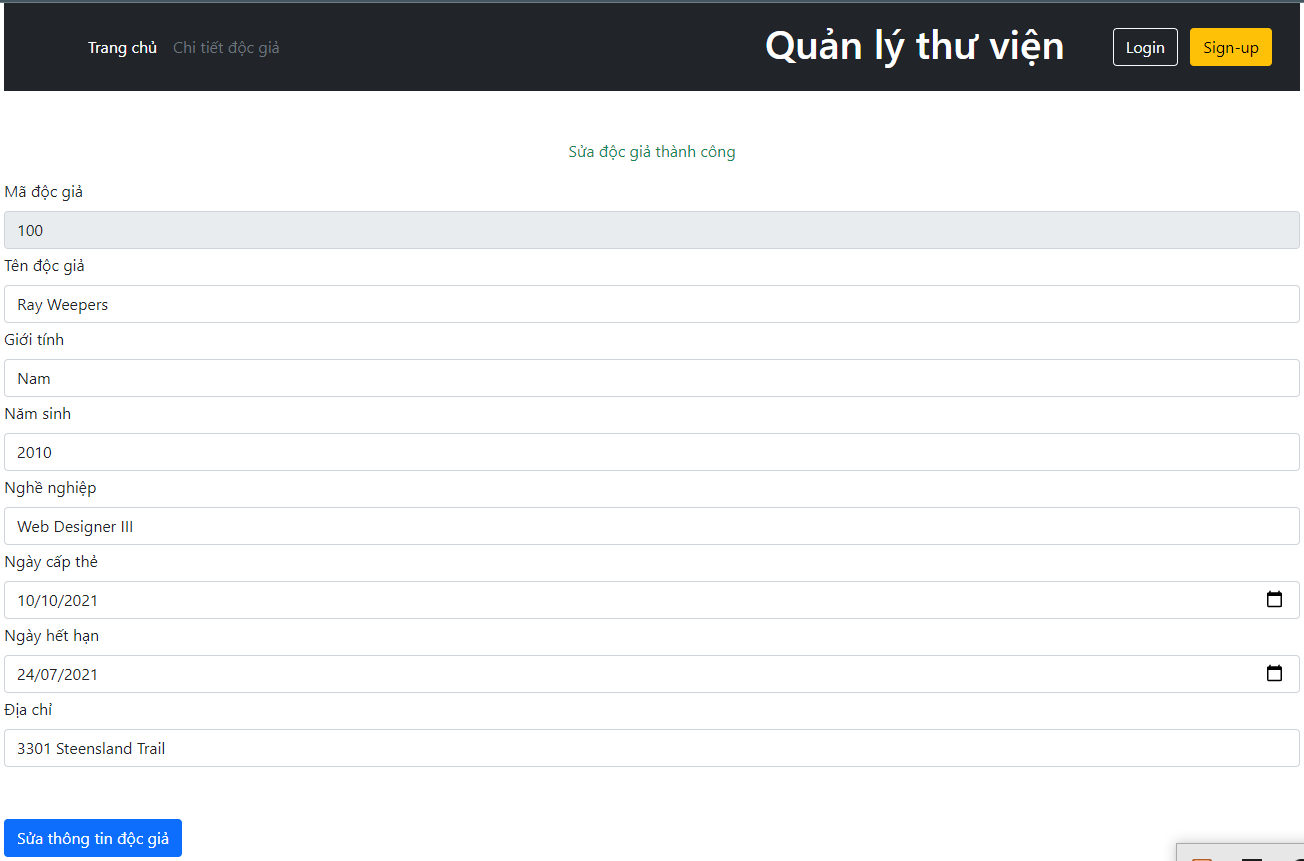 Trang chủ Chi tiết độc giả Quản lý thư viện Login Sign-up
Sửa độc giả thành công
Mã độc giả
100
Tên độc giả
Ray Weepers
Giới tính
Nam
Năm sinh
2010
Nghề nghiệp
Web Designer III
Ngày cấp thẻ
10/10/2021
Ngày hết hạn
24/07/2021
Địa chỉ
3301 Steensland Trail
Sửa thông tin độc giả